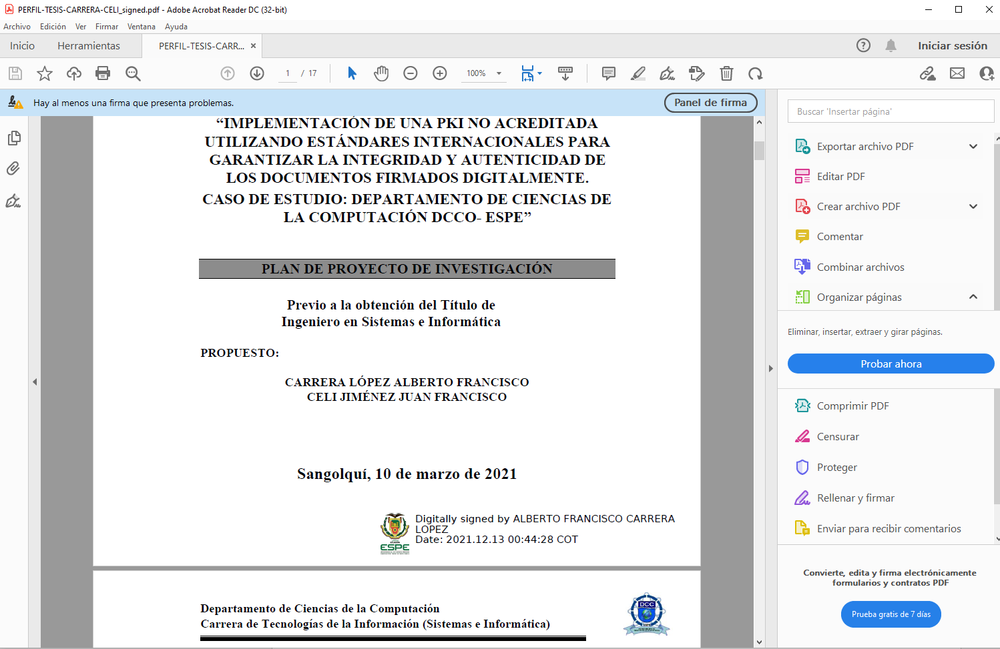 PERFIL-TESIS-CARRERA-CELI_signed.pdf - Adobe Acrobat Reader DC (32-bit)
Archivo Edición Ver Firmar Ventana Ayuda
Inicio Herramientas PERFIL-TESIS-CARR... × Iniciar sesión
1 / 17 100%
Hay al menos una firma que presenta problemas. Panel de firma
“IMPLEMENTACIÓN DE UNA PKI NO ACREDITADA
UTILIZANDO ESTÁNDARES INTERNACIONALES PARA
GARANTIZAR LA INTEGRIDAD Y AUTENTICIDAD DE
LOS DOCUMENTOS FIRMADOS DIGITALMENTE.
CASO DE ESTUDIO: DEPARTAMENTO DE CIENCIAS DE
LA COMPUTACIÓN DCCO- ESPE”
PLAN DE PROYECTO DE INVESTIGACIÓN
Previo a la obtención del Título de
Ingeniero en Sistemas e Informática
PROPUESTO:
CARRERA LÓPEZ ALBERTO FRANCISCO
CELI JIMÉNEZ JUAN FRANCISCO
Sangolquí, 10 de marzo de 2021
ESPE
Digitally signed by ALBERTO FRANCISCO CARRERA
LOPEZ
Date: 2021.12.13 00:44:28 COT
Departamento de Ciencias de la Computación
Carrera de Tecnologías de la Información (Sistemas e Informática)
DCC
Buscar 'Insertar página'
Exportar archivo PDF
Editar PDF
Crear archivo PDF
Comentar
Combinar archivos
Organizar páginas
Eliminar, insertar, extraer y girar páginas.
Probar ahora
Comprimir PDF
Censurar
Proteger
Rellenar y firmar
Enviar para recibir comentarios
Convierte, edita y firma electrónicamente
formularios y contratos PDF
Prueba gratis de 7 días